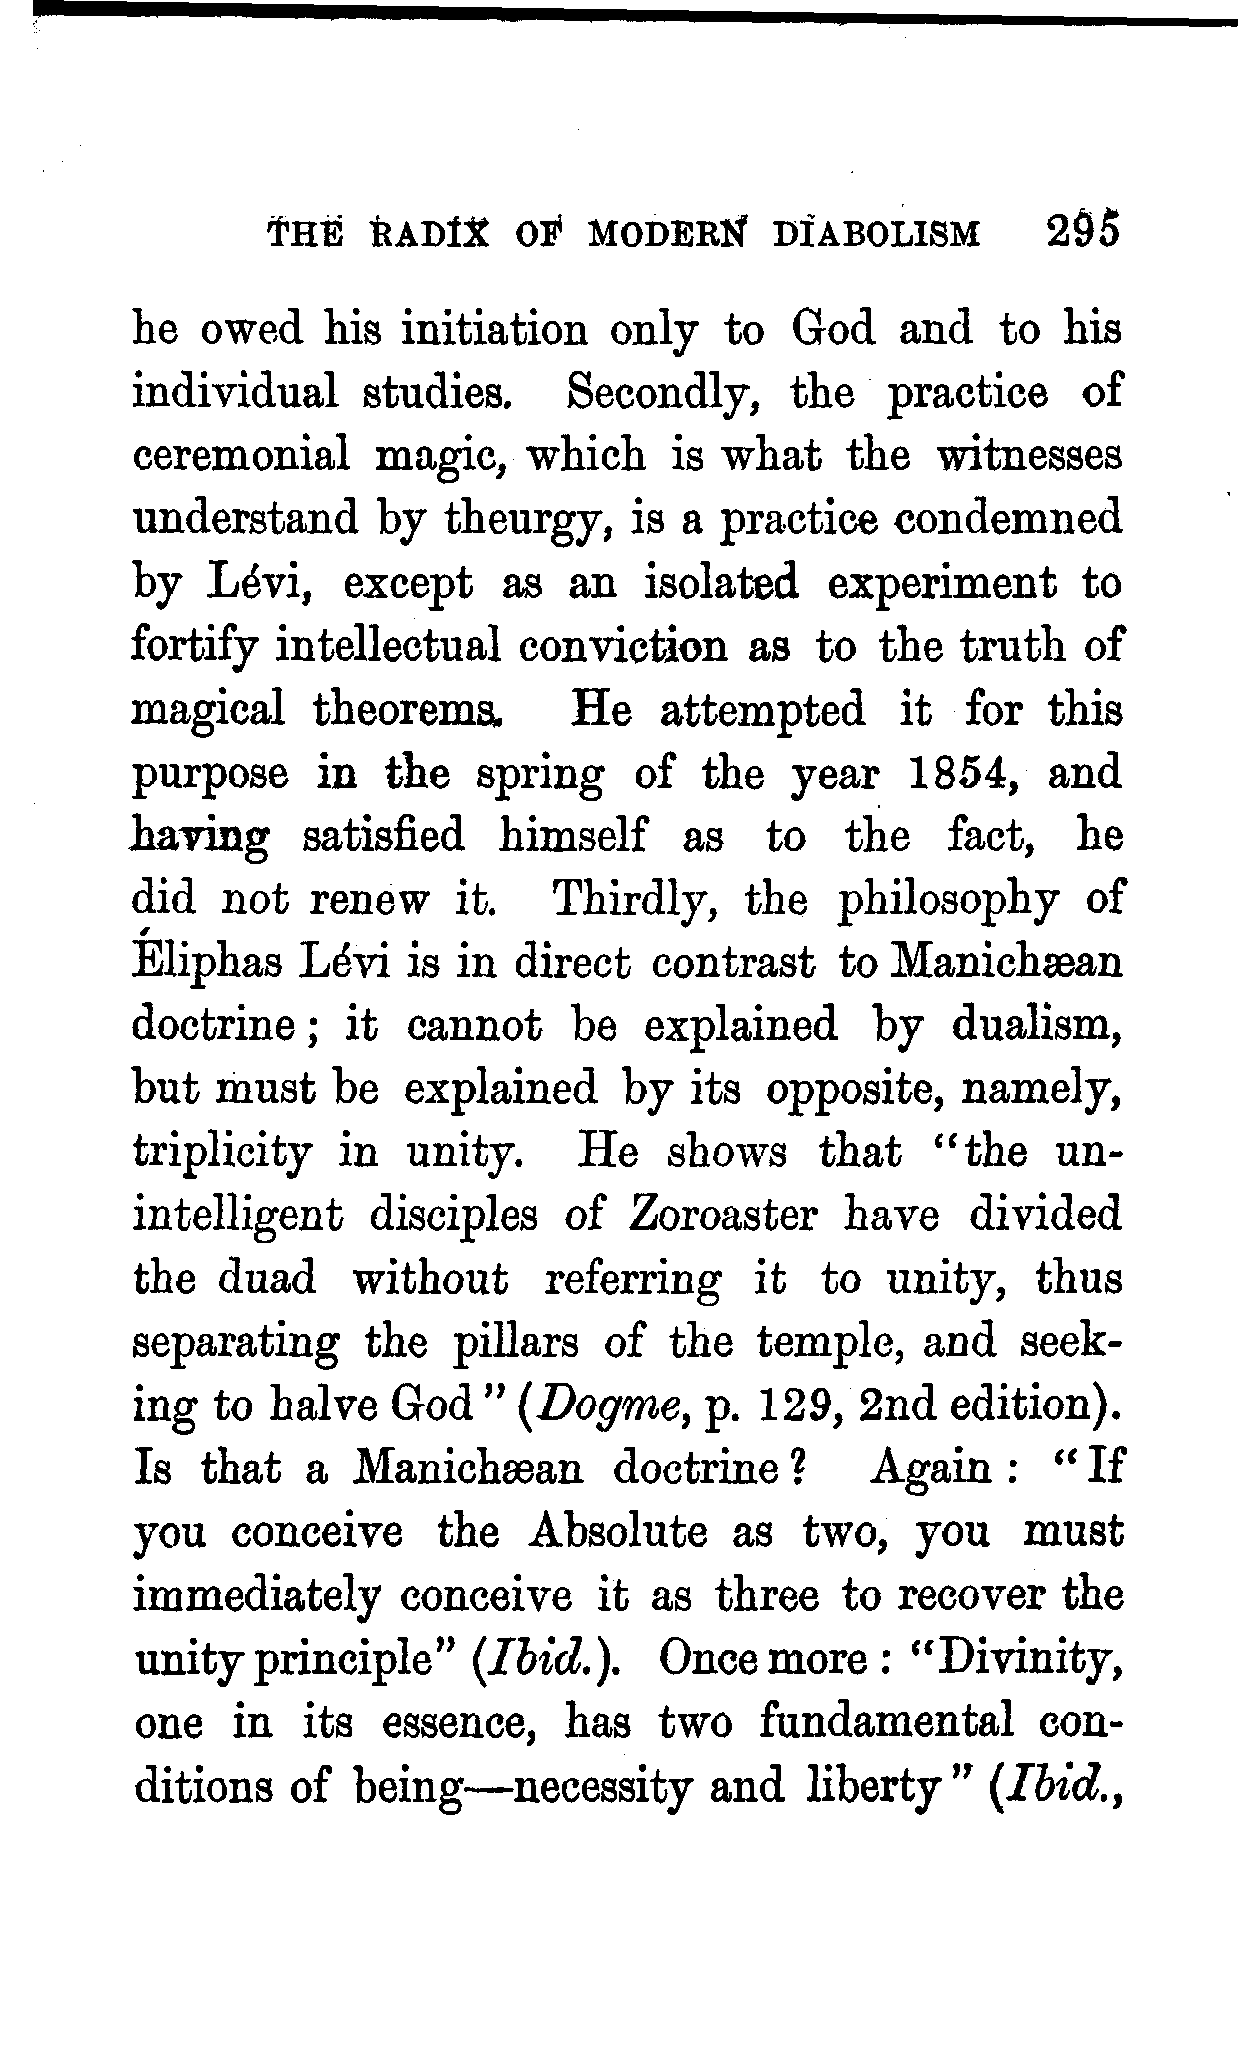 THE RADIX OF MODERN DIABOLISM 295
he owed his initiation only to God and to his
individual studies. Secondly, the practice of
ceremonial magic, which is what the witnesses
understand by theurgy, is a practice condemned
by Lévi, except as an isolated experiment to
fortify intellectual conviction as to the truth of
magical theorems. He attempted it for this
purpose in the spring of the year 1854, and
having satisfied himself as to the fact, he
did not renew it. Thirdly, the philosophy of
Éliphas Lévi is in direct contrast to Manichæan
doctrine; it cannot be explained by dualism,
but must be explained by its opposite, namely,
triplicity in unity. He shows that "the un-
intelligent disciples of Zoroaster have divided
the duad without referring it to unity, thus
separating the pillars of the temple, and seek-
ing to halve God" (Dogme, p. 129, 2nd edition).
Is that a Manichæan doctrine? Again: "If
you conceive the Absolute as two, you must
immediately conceive it as three to recover the
unity principle" (Ibid.). Once more: "Divinity,
one in its essence, has two fundamental con-
ditions of being—necessity and liberty" (Ibid.,